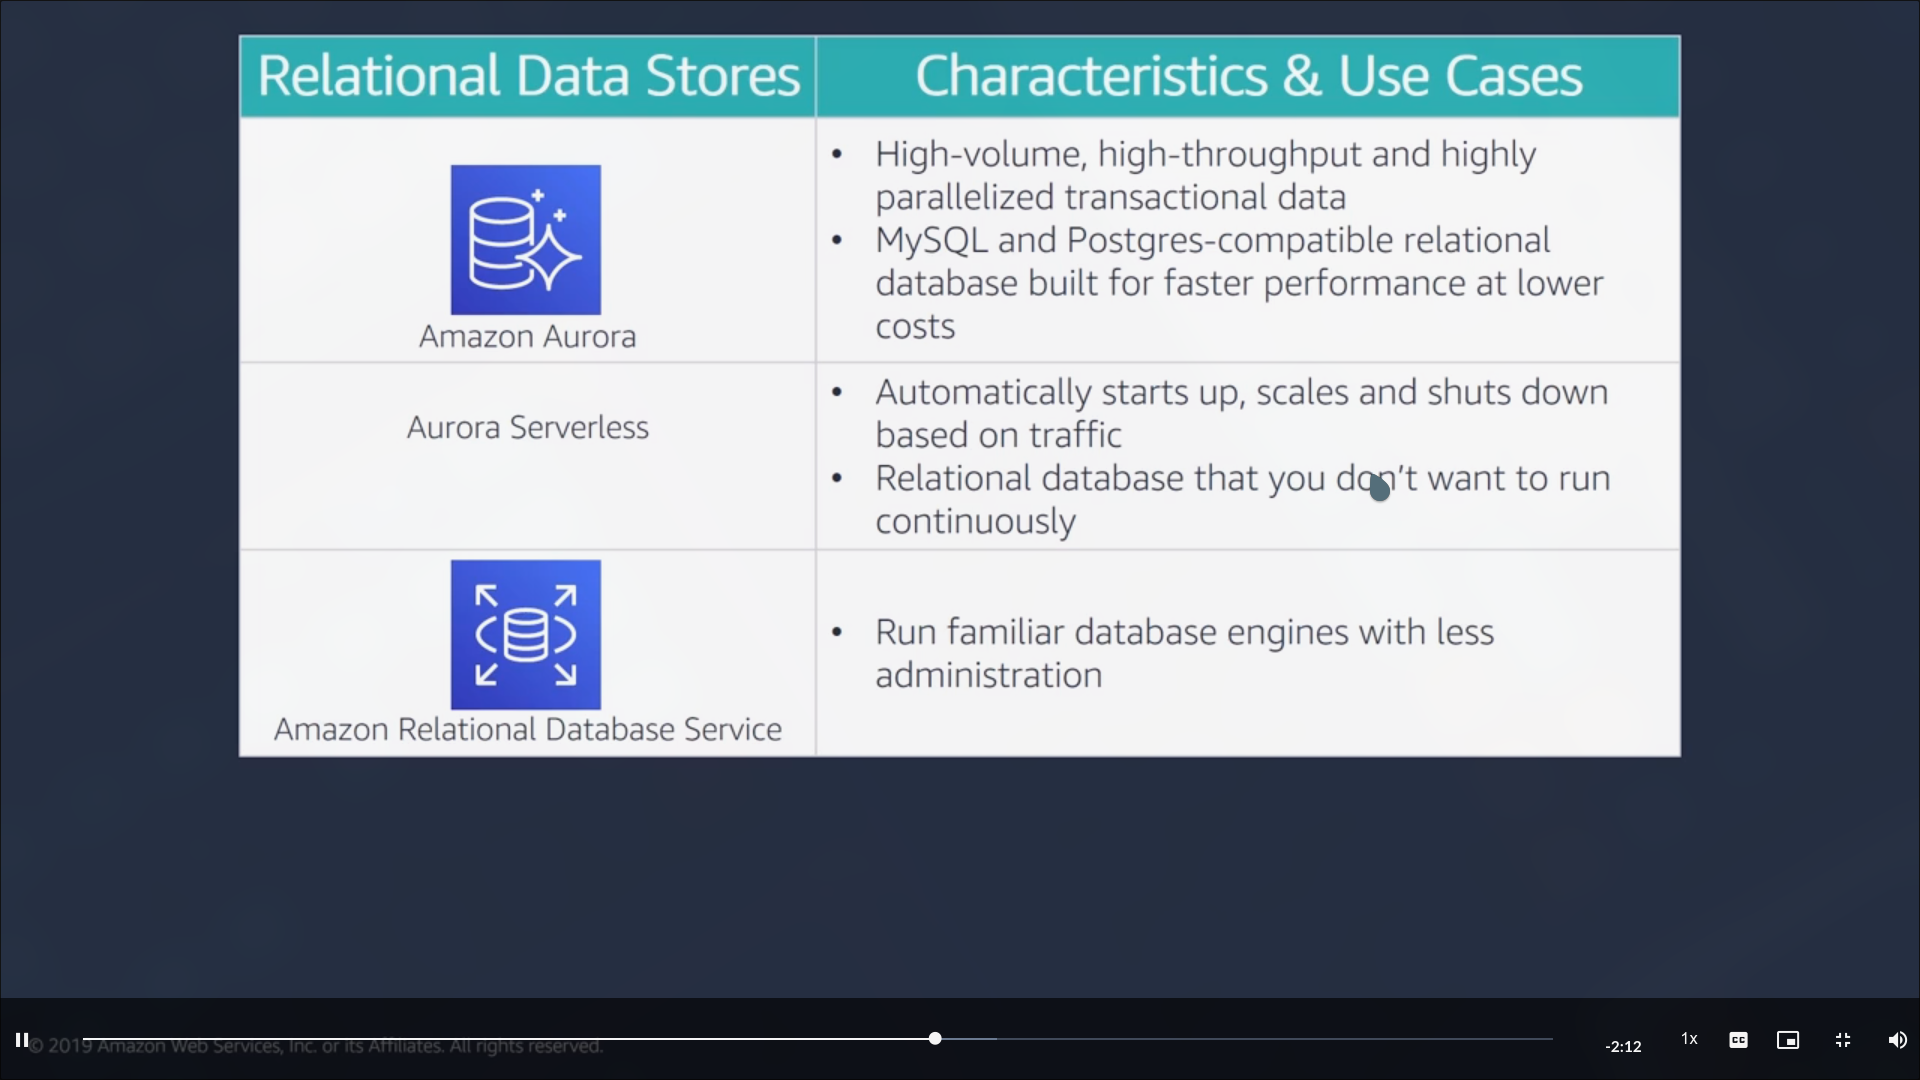 Relational Data Stores
Characteristics & Use Cases
Amazon Aurora
• High-volume, high-throughput and highly
parallelized transactional data
• MySQL and Postgres-compatible relational
database built for faster performance at lower
costs
Aurora Serverless
• Automatically starts up, scales and shuts down
based on traffic
• Relational database that you don’t want to run
continuously
Amazon Relational Database Service
• Run familiar database engines with less
administration
© 2019 Amazon Web Services, Inc. or its Affiliates. All rights reserved.
-2:12
1x
CC